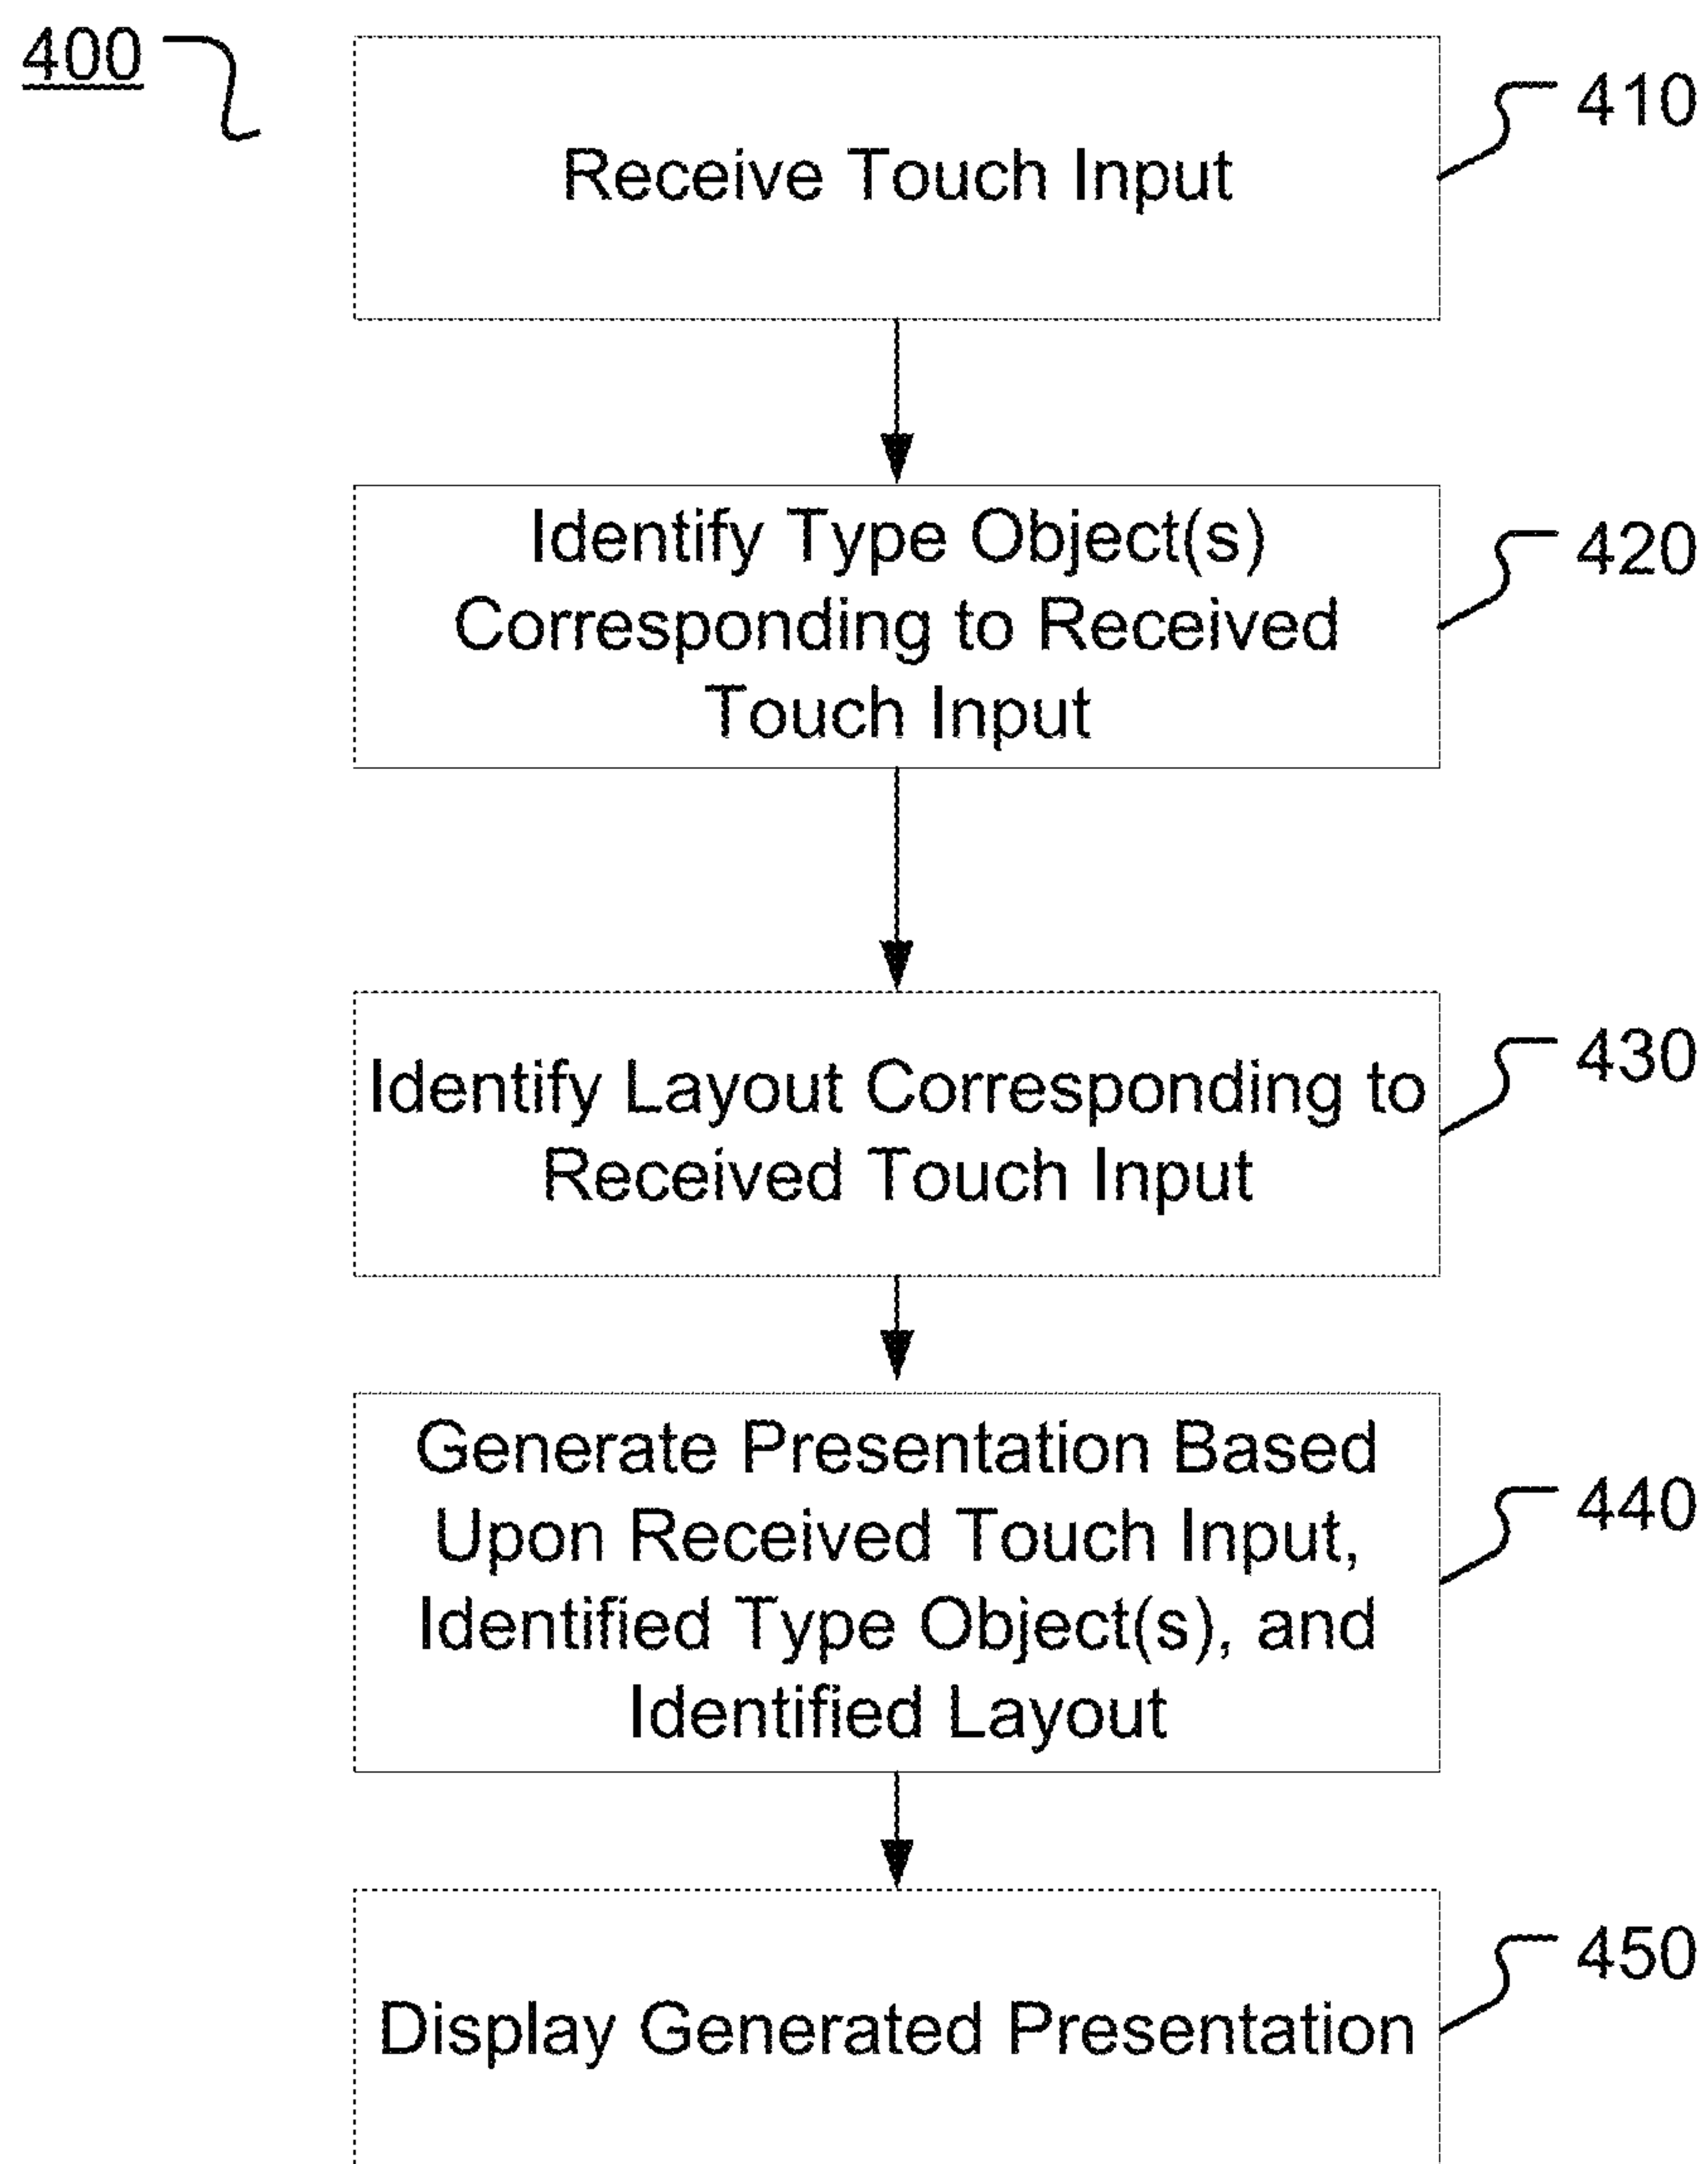 400
410
Receive Touch Input
420
Identify Type Object(s)
Corresponding to Received
Touch Input
430
Identify Layout Corresponding to
Received Touch Input
440
Generate Presentation Based
Upon Received Touch Input,
Identified Type Object(s), and
Identified Layout
450
Display Generated Presentation